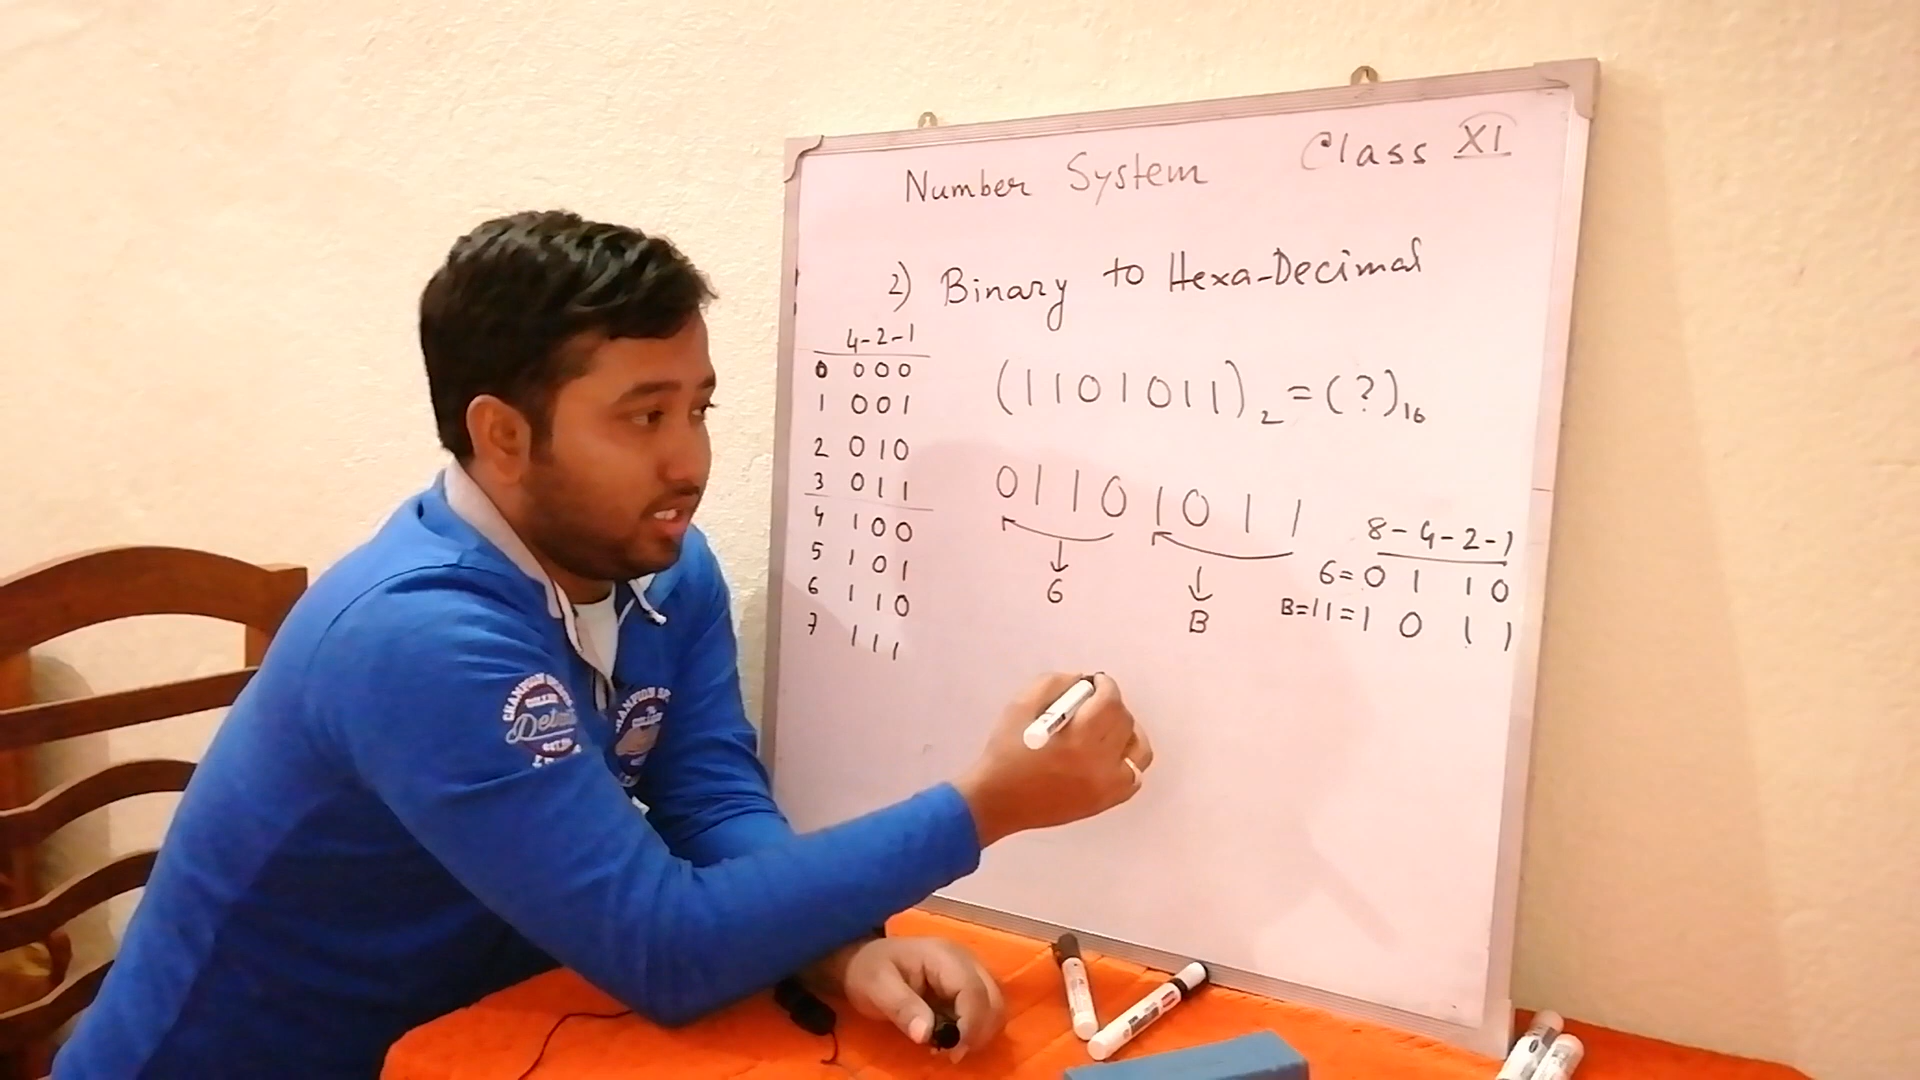 Number System Class XI
2) Binary to Hexa-Decimal
4-2-1
0 000
1 001
2 010
3 011
4 100
5 101
6 110
7 111
(1101011)2 = (?)16
0110 1011
6 B
8-4-2-1
6=0 1 1 0
B=11=1 0 1 1
CHAMPION
Detroit